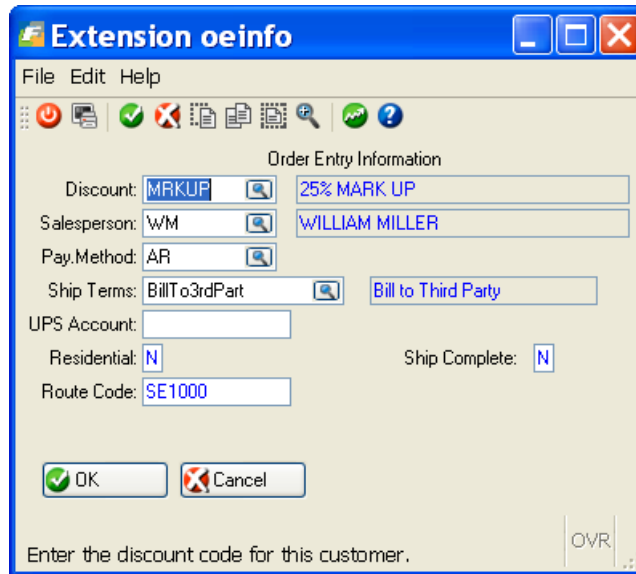 Extension oeinfo
File Edit Help
Order Entry Information
Discount: MRKUP 25% MARK UP
Salesperson: WM WILLIAM MILLER
Pay.Method: AR
Ship Terms: BillTo3rdPart Bill to Third Party
UPS Account:
Residential: N Ship Complete: N
Route Code: SE1000
OK Cancel
Enter the discount code for this customer. OVR